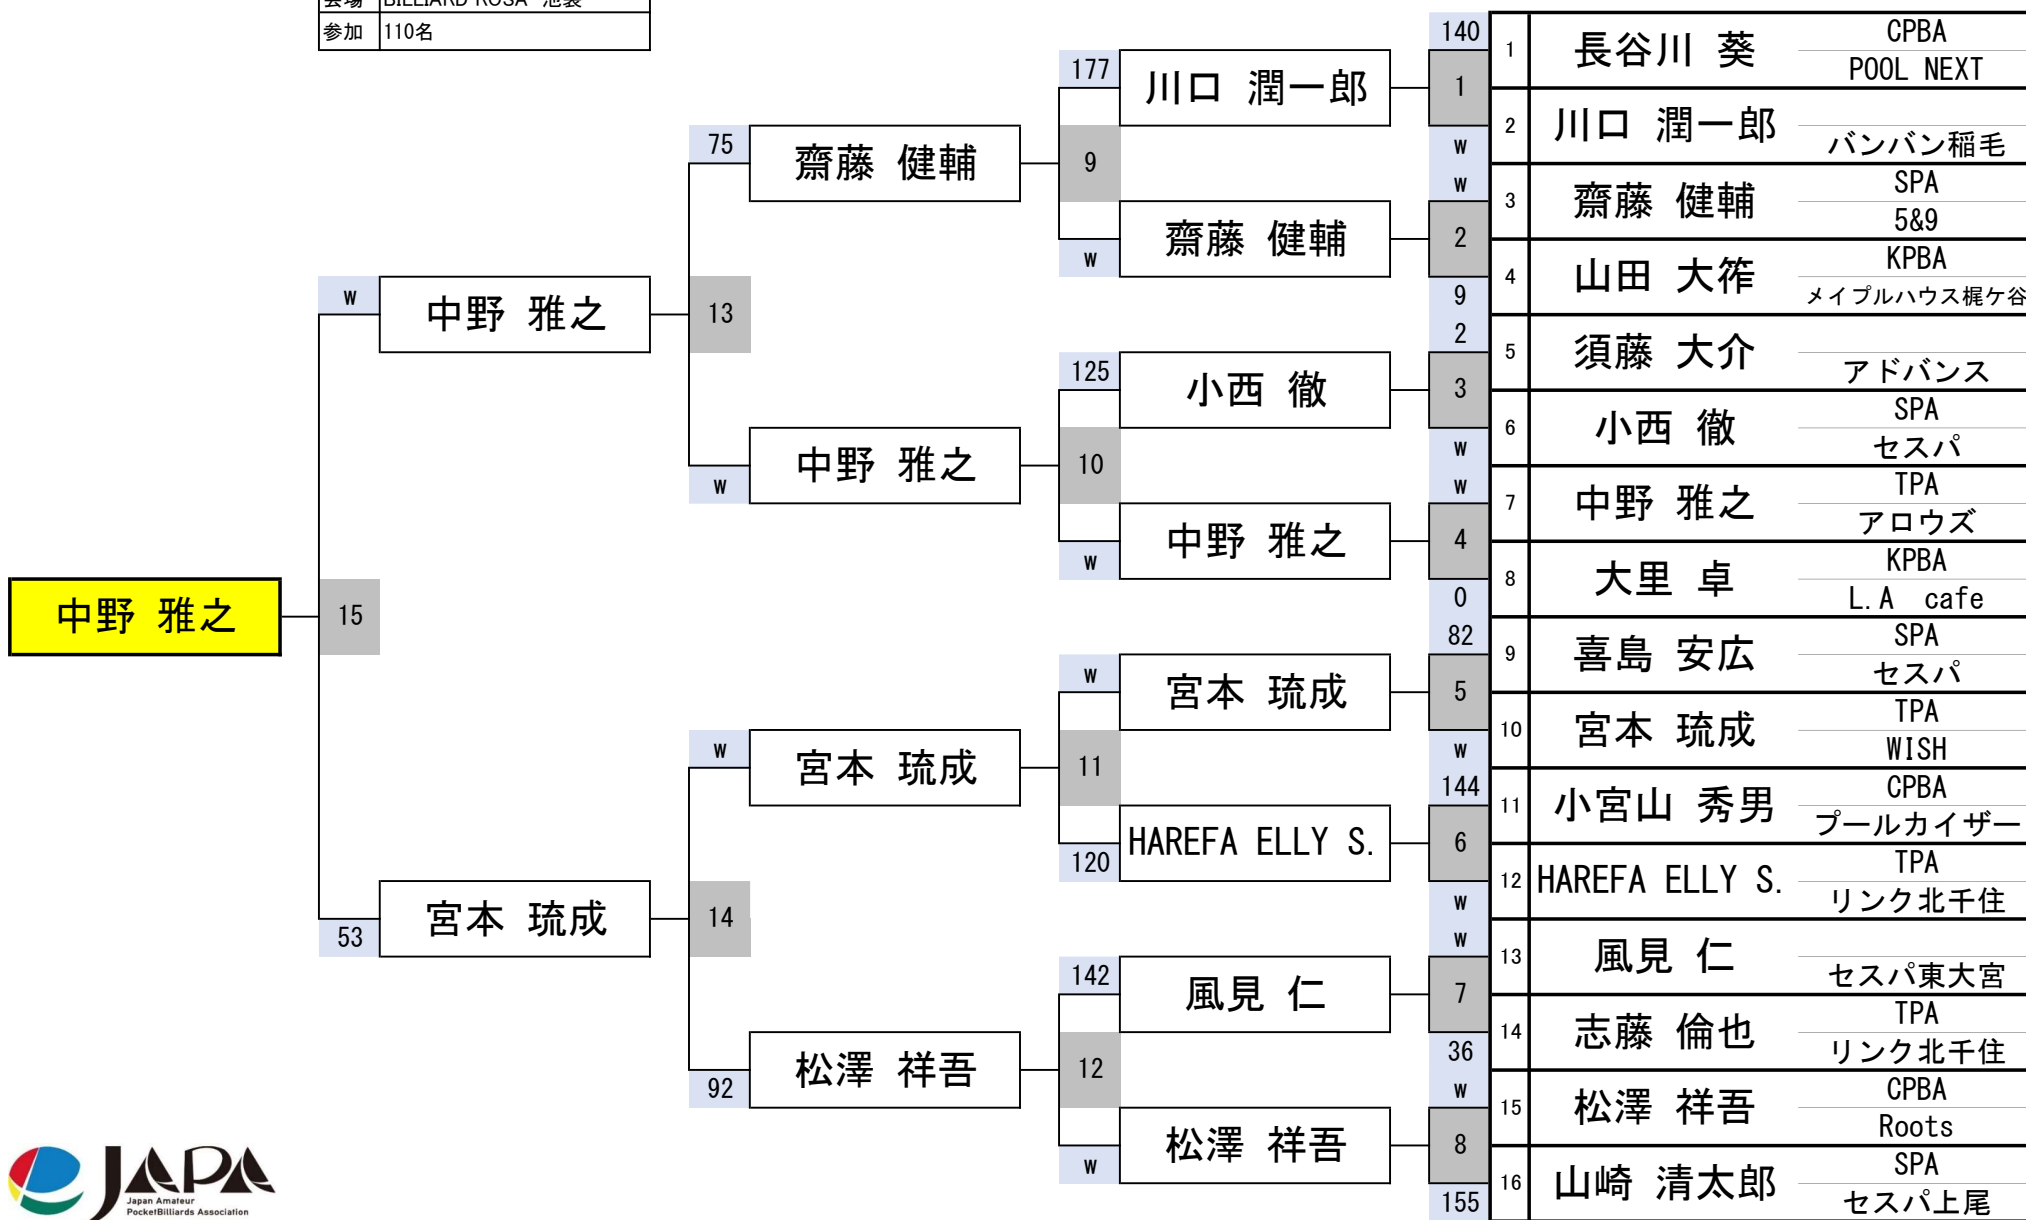 会場 BILLIARD ROSA 池袋
参加 110名
140 1 長谷川 葵 CPBA
POOL NEXT
177 川口 潤一郎 1
2 川口 潤一郎 バンバン稲毛
W
75 齋藤 健輔 9
W 3 齋藤 健輔 SPA
5&9
齋藤 健輔 2
W
4 山田 大筰 KPBA
メイプルハウス梶ケ谷
9
W 中野 雅之 13
2 5 須藤 大介
アドバンス
125 小西 徹 3
6 小西 徹 SPA
セスパ
W
中野 雅之 10
W
W 7 中野 雅之 TPA
アロウズ
中野 雅之 4
W
8 大里 卓 KPBA
L.A cafe
0
中野 雅之 15
82 9 喜島 安広 SPA
セスパ
W 宮本 琉成 5
10 宮本 琉成 TPA
WISH
W
W 宮本 琉成 11
144 11 小宮山 秀男 CPBA
プールカイザー
HAREFA ELLY S. 6
120
12 HAREFA ELLY S. TPA
リンク北千住
W
宮本 琉成 14
53
W 13 風見 仁
セスパ東大宮
142 風見 仁 7
14 志藤 倫也 TPA
リンク北千住
36
松澤 祥吾 12
92
W 15 松澤 祥吾 CPBA
Roots
松澤 祥吾 8
W
16 山崎 清太郎 SPA
セスパ上尾
155
JAPA
Japan Amateur
PocketBilliards Association